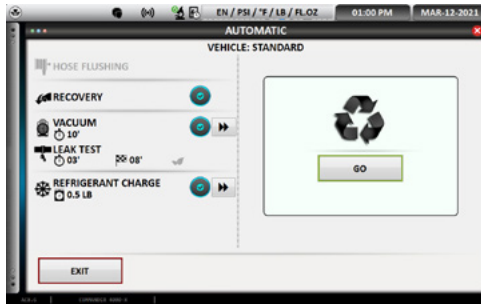 EN / PSI / °F / LB / FL.OZ 01:00 PM MAR-12-2021
AUTOMATIC
VEHICLE: STANDARD
HOSE FLUSHING
RECOVERY
VACUUM
10'
LEAK TEST
03' 08'
REFRIGERANT CHARGE
0.5 LB
GO
EXIT